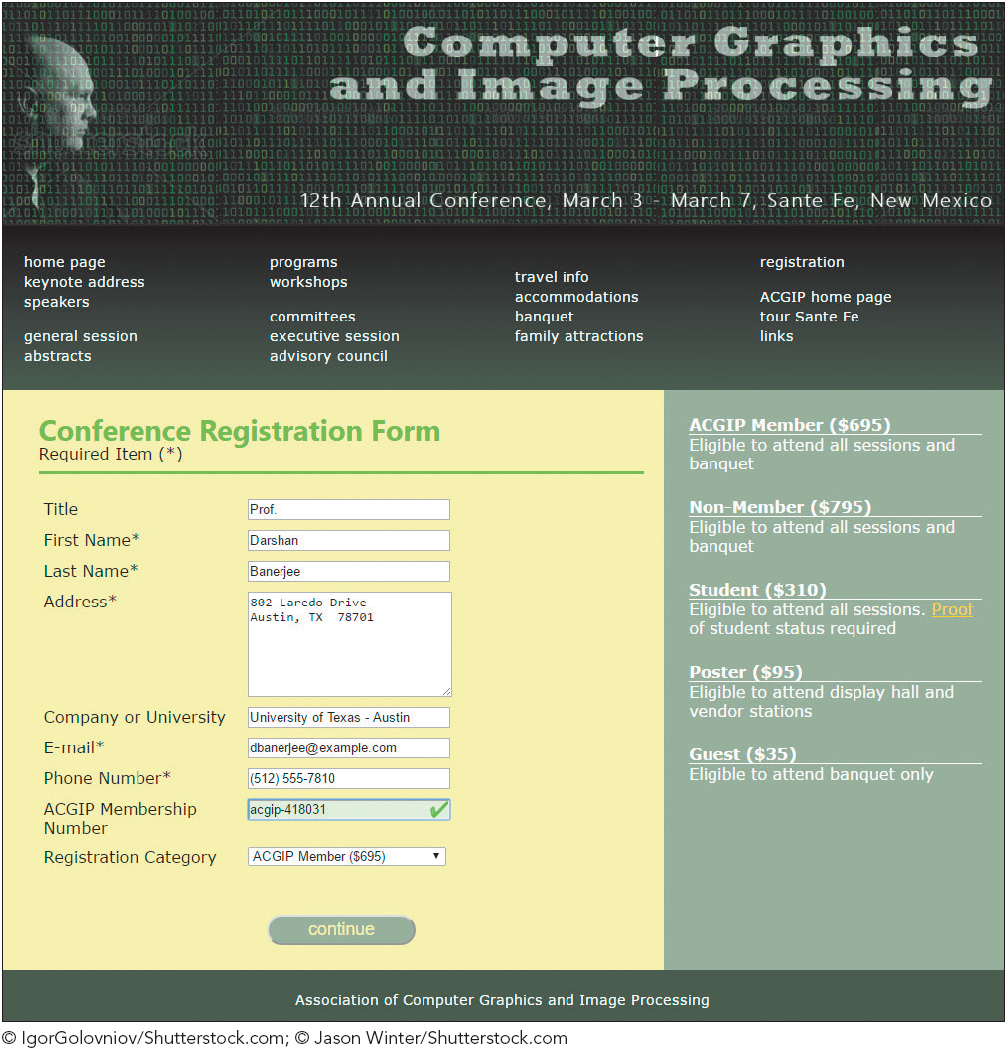 Computer Graphics
and Image Processing
shutterstock
12th Annual Conference, March 3 - March 7, Sante Fe, New Mexico
home page
keynote address
speakers
general session
abstracts
programs
workshops
committees
executive session
advisory council
travel info
accommodations
banquet
family attractions
registration
ACGIP home page
tour Sante Fe
links
Conference Registration Form
Required Item (*)
Title Prof.
First Name* Darshan
Last Name* Banerjee
Address* 802 Laredo Drive
Austin, TX 78701
Company or University University of Texas - Austin
E-mail* dbanerjee@example.com
Phone Number* (512) 555-7810
ACGIP Membership
Number acgip-418031
Registration Category ACGIP Member ($695)
continue
ACGIP Member ($695)
Eligible to attend all sessions and
banquet
Non-Member ($795)
Eligible to attend all sessions and
banquet
Student ($310)
Eligible to attend all sessions. Proof
of student status required
Poster ($95)
Eligible to attend display hall and
vendor stations
Guest ($35)
Eligible to attend banquet only
Association of Computer Graphics and Image Processing
© IgorGolovniov/Shutterstock.com; © Jason Winter/Shutterstock.com